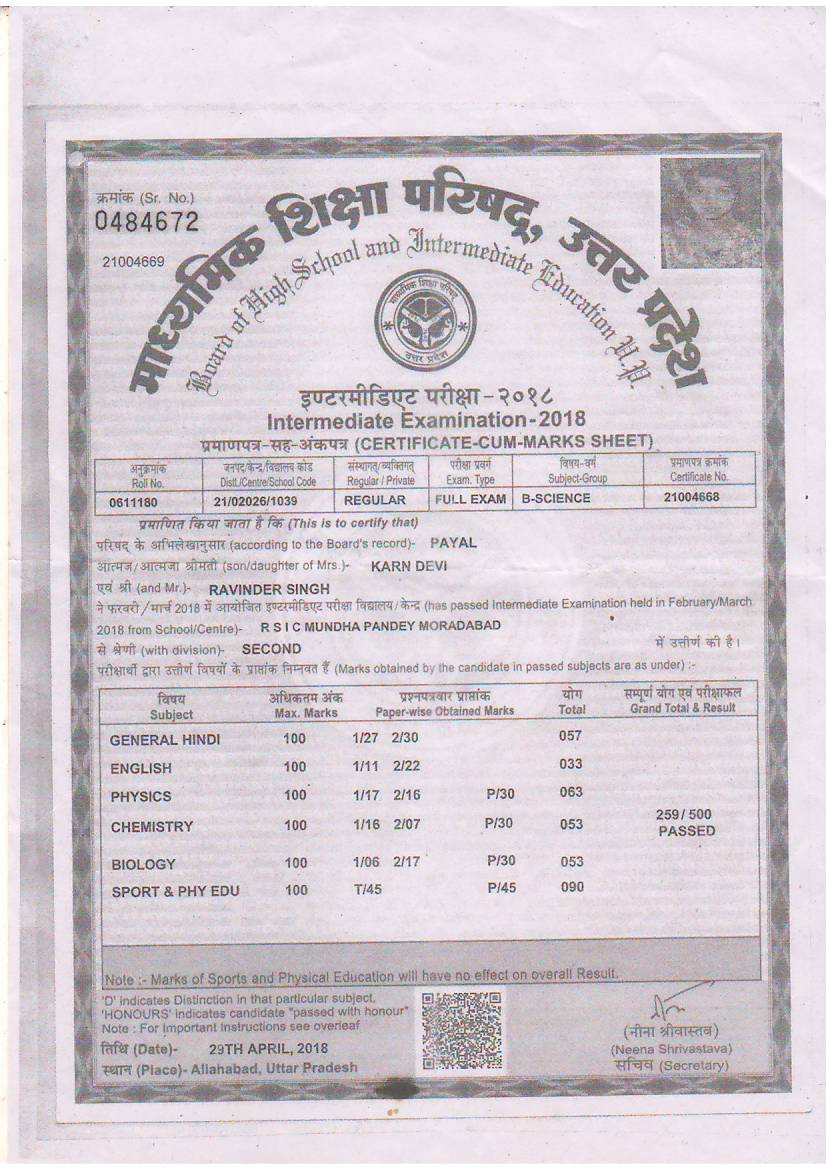 क्रमांक (Sr. No.)
0484672
21004669
माध्यमिक शिक्षा परिषद्, उत्तर प्रदेश
Board of High School and Intermediate Education U.P.
माध्यमिक शिक्षा परिषद्
उत्तर प्रदेश
इण्टरमीडिएट परीक्षा-२०१८
Intermediate Examination-2018
प्रमाणपत्र-सह-अंकपत्र (CERTIFICATE-CUM-MARKS SHEET)
अनुक्रमांक जनपद/केन्द्र/विद्यालय कोड संस्थागत/व्यक्तिगत परीक्षा प्रवर्ग विषय-वर्ग प्रमाणपत्र क्रमांक
Roll No. Distt./Centre/School Code Regular / Private Exam. Type Subject-Group Certificate No.
0611180 21/02026/1039 REGULAR FULL EXAM B-SCIENCE 21004668
प्रमाणित किया जाता है कि (This is to certify that)
परिषद के अभिलेखानुसार (according to the Board's record)- PAYAL
आत्मज/आत्मजा श्रीमती (son/daughter of Mrs.)- KARN DEVI
एवं श्री (and Mr.)- RAVINDER SINGH
ने फरवरी/मार्च 2018 में आयोजित इण्टरमीडिएट परीक्षा विद्यालय/केन्द्र (has passed Intermediate Examination held in February/March
2018 from School/Centre)- R S I C MUNDHA PANDEY MORADABAD
से श्रेणी (with division)- SECOND में उत्तीर्ण की है।
परीक्षार्थी द्वारा उत्तीर्ण विषयों के प्राप्तांक निम्नवत हैं (Marks obtained by the candidate in passed subjects are as under) :-
विषय अधिकतम अंक प्रश्नपत्रवार प्राप्तांक योग सम्पूर्ण योग एवं परीक्षाफल
Subject Max. Marks Paper-wise Obtained Marks Total Grand Total & Result
GENERAL HINDI 100 1/27 2/30 057
ENGLISH 100 1/11 2/22 033
PHYSICS 100 1/17 2/16 P/30 063
CHEMISTRY 100 1/16 2/07 P/30 053 259/500
PASSED
BIOLOGY 100 1/06 2/17 P/30 053
SPORT & PHY EDU 100 T/45 P/45 090
Note :- Marks of Sports and Physical Education will have no effect on overall Result.
'D' indicates Distinction in that particular subject.
'HONOURS' indicates candidate "passed with honour"
Note : For Important Instructions see overleaf
तिथि (Date)- 29TH APRIL, 2018
स्थान (Place)- Allahabad, Uttar Pradesh
(नीना श्रीवास्तव)
(Neena Shrivastava)
सचिव (Secretary)